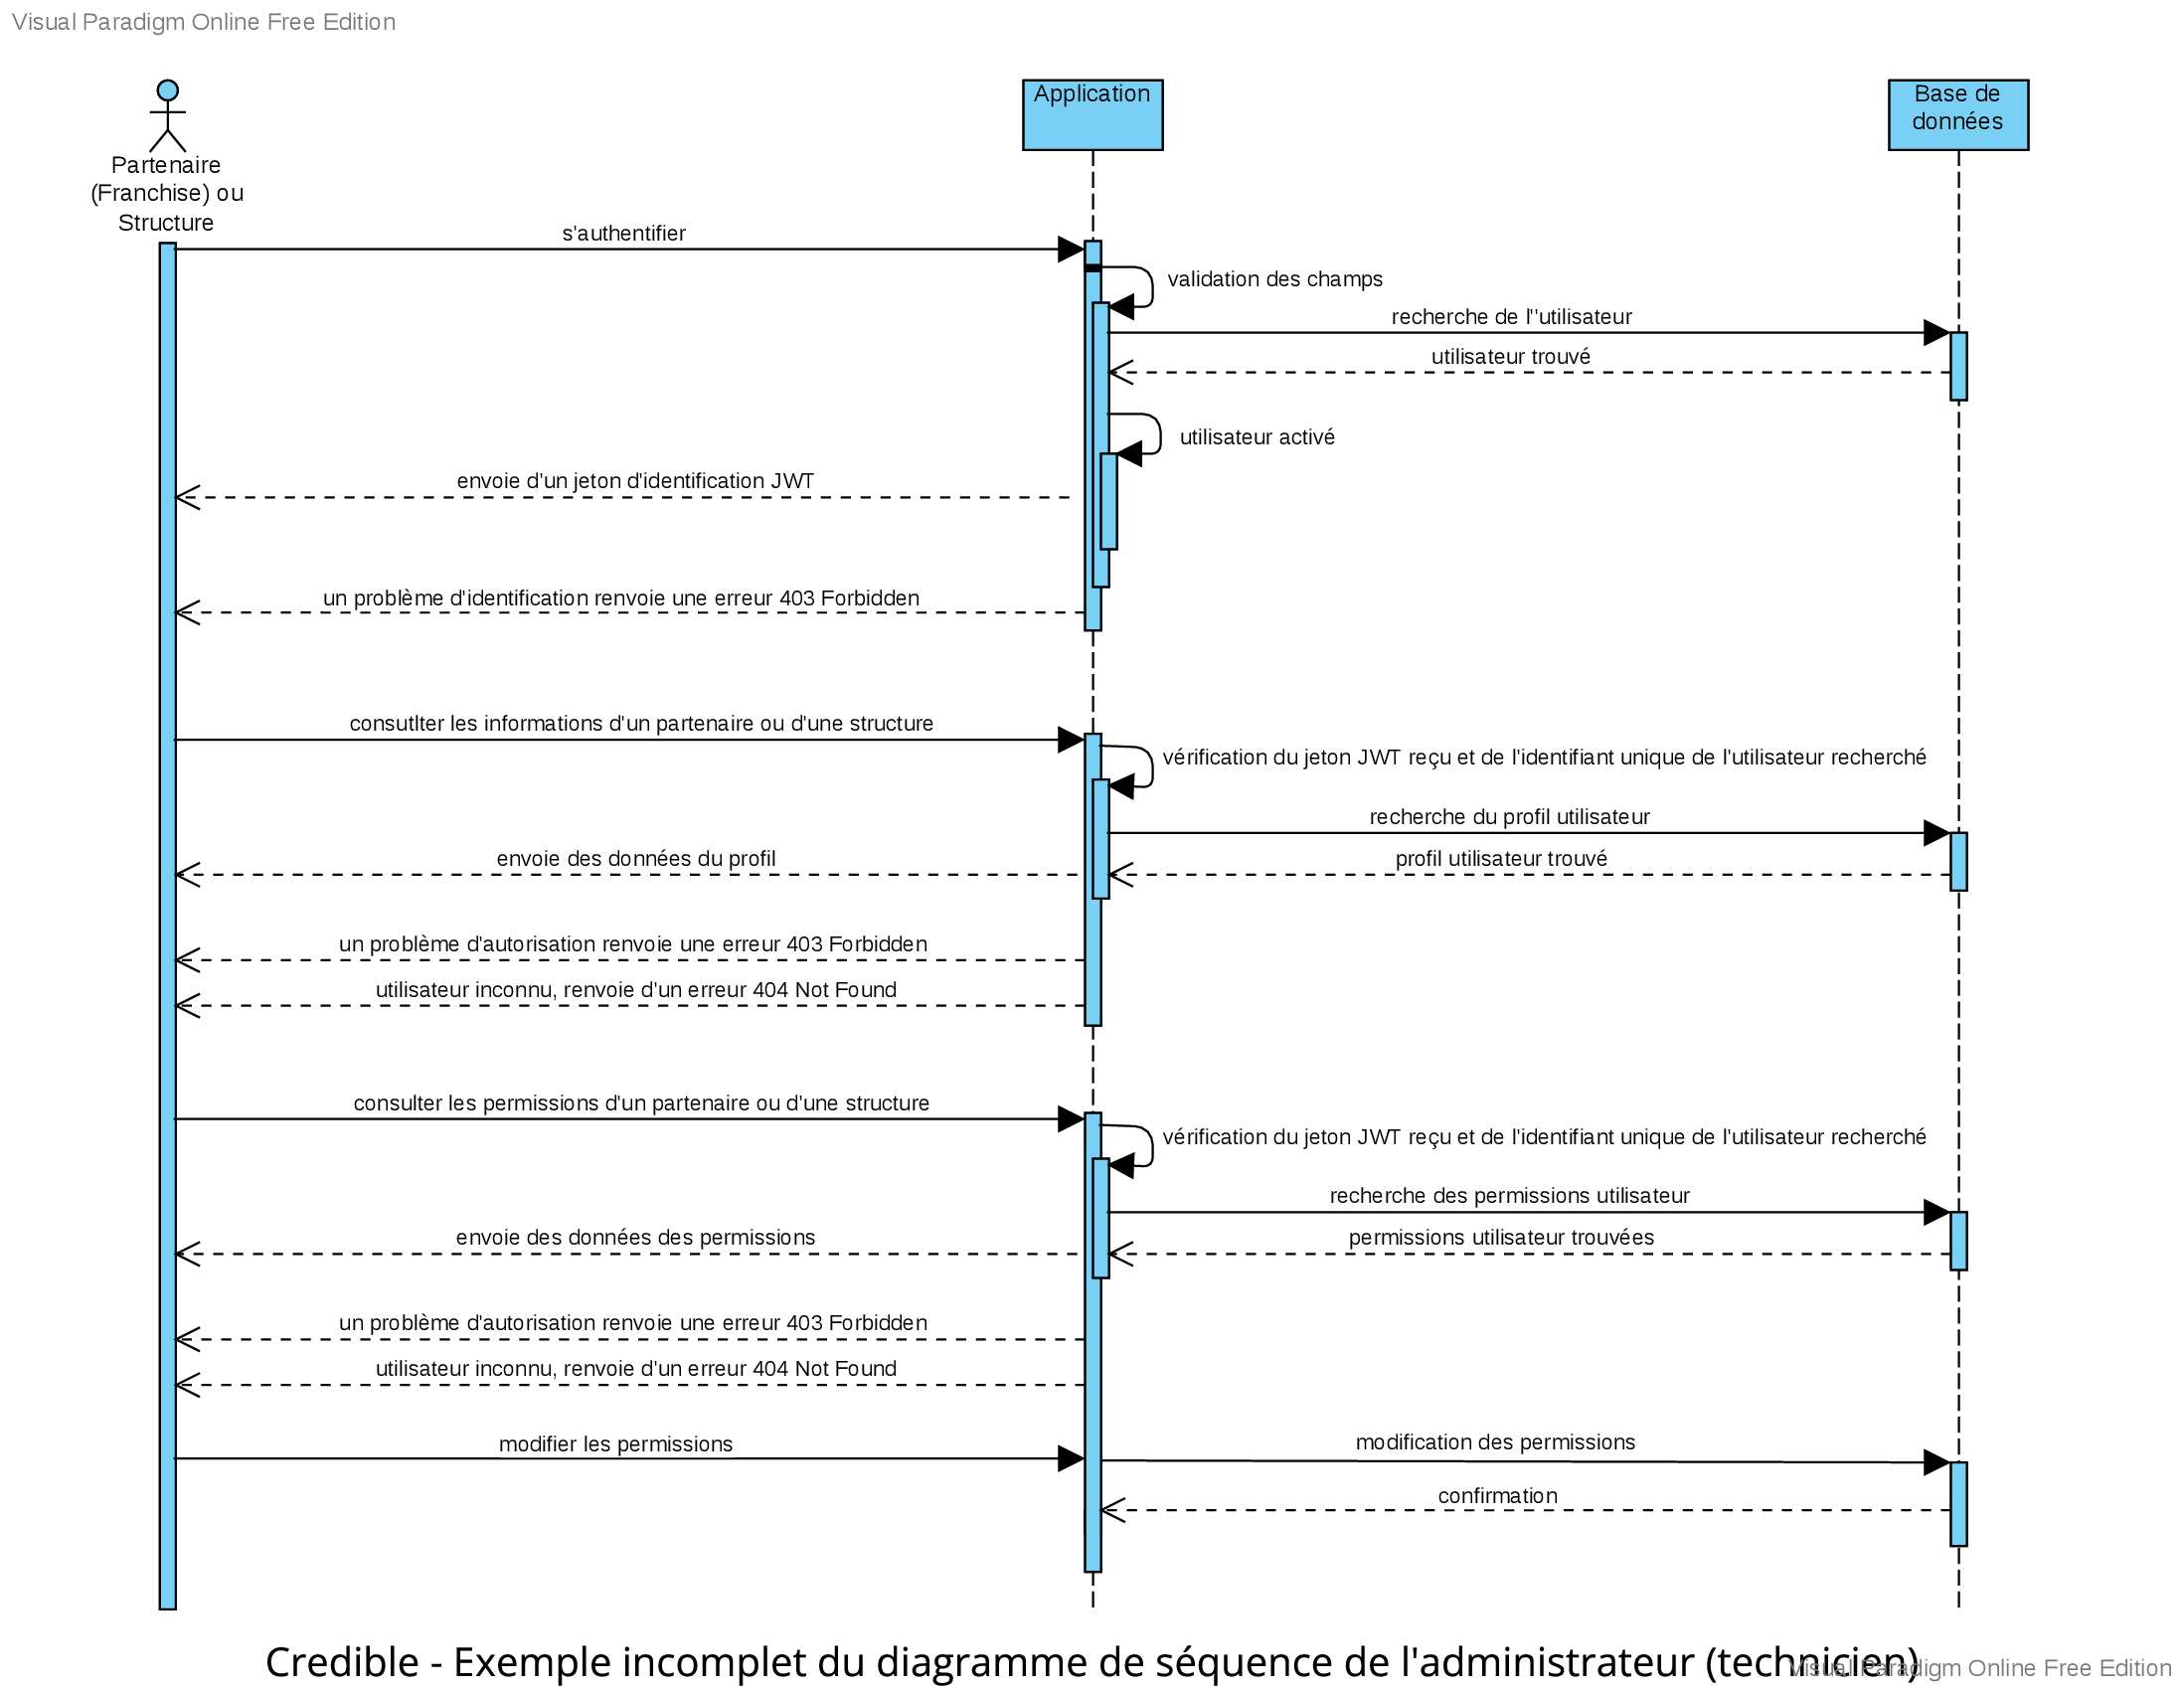 Visual Paradigm Online Free Edition
Partenaire
(Franchise) ou
Structure
Application
Base de
données
s'authentifier
validation des champs
recherche de l''utilisateur
utilisateur trouvé
utilisateur activé
envoie d'un jeton d'identification JWT
un problème d'identification renvoie une erreur 403 Forbidden
consutlter les informations d'un partenaire ou d'une structure
vérification du jeton JWT reçu et de l'identifiant unique de l'utilisateur recherché
recherche du profil utilisateur
envoie des données du profil
profil utilisateur trouvé
un problème d'autorisation renvoie une erreur 403 Forbidden
utilisateur inconnu, renvoie d'un erreur 404 Not Found
consulter les permissions d'un partenaire ou d'une structure
vérification du jeton JWT reçu et de l'identifiant unique de l'utilisateur recherché
recherche des permissions utilisateur
envoie des données des permissions
permissions utilisateur trouvées
un problème d'autorisation renvoie une erreur 403 Forbidden
utilisateur inconnu, renvoie d'un erreur 404 Not Found
modifier les permissions
modification des permissions
confirmation
Credible - Exemple incomplet du diagramme de séquence de l'administrateur (technicien)
Visual Paradigm Online Free Edition